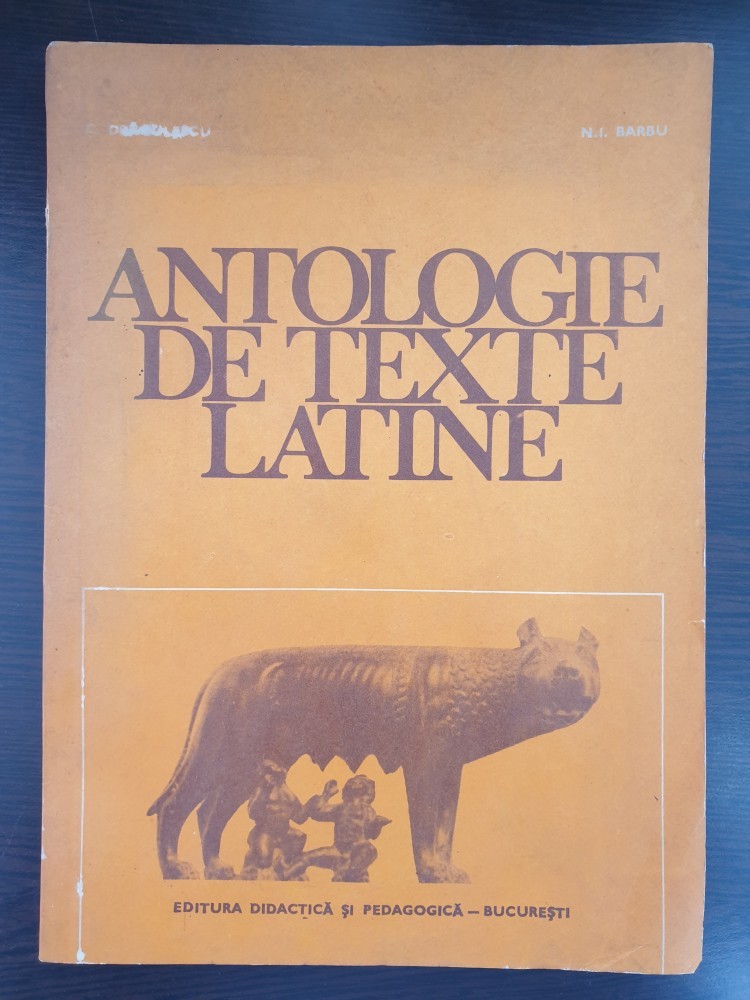 N.I. BARBU
ANTOLOGIE
DE TEXTE
LATINE
EDITURA DIDACTICĂ ȘI PEDAGOGICĂ — BUCUREȘTI